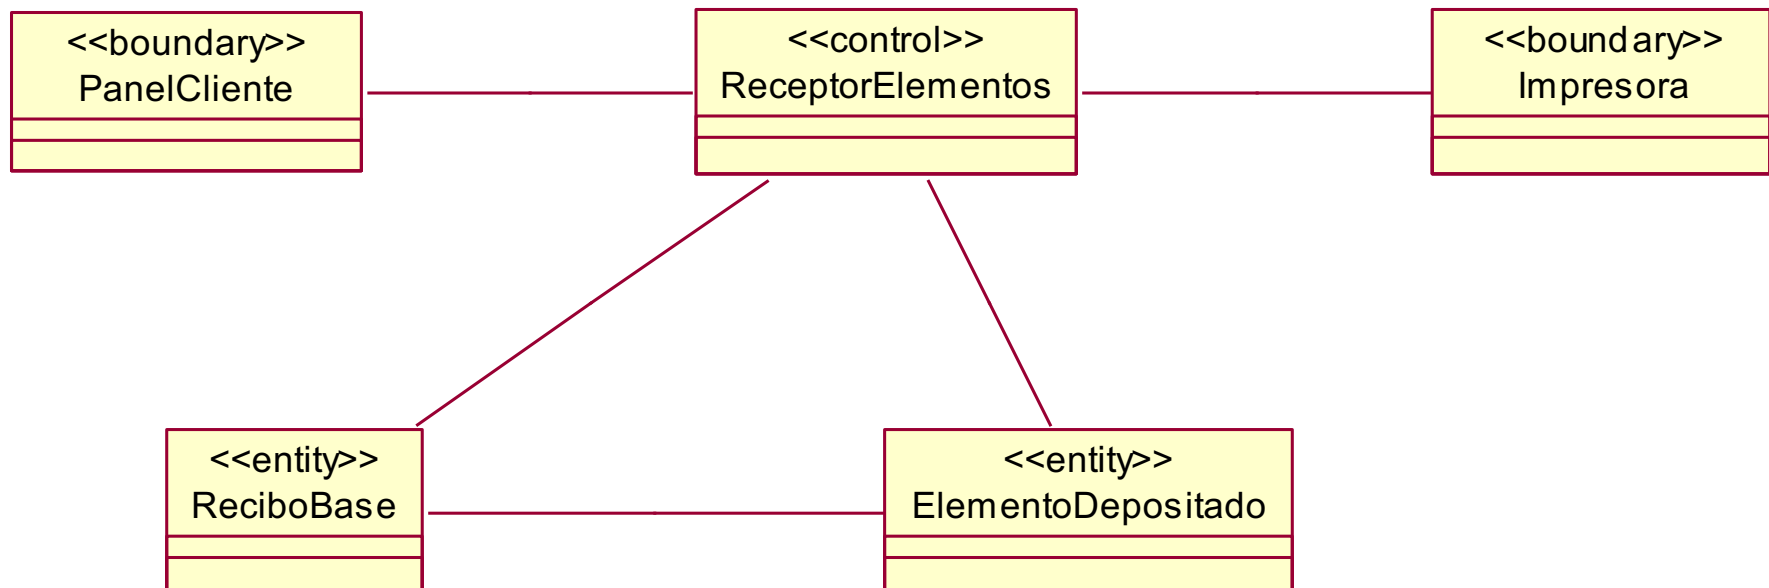 <<boundary>>
PanelCliente
<<control>>
ReceptorElementos
<<boundary>>
Impresora
<<entity>>
ReciboBase
<<entity>>
ElementoDepositado